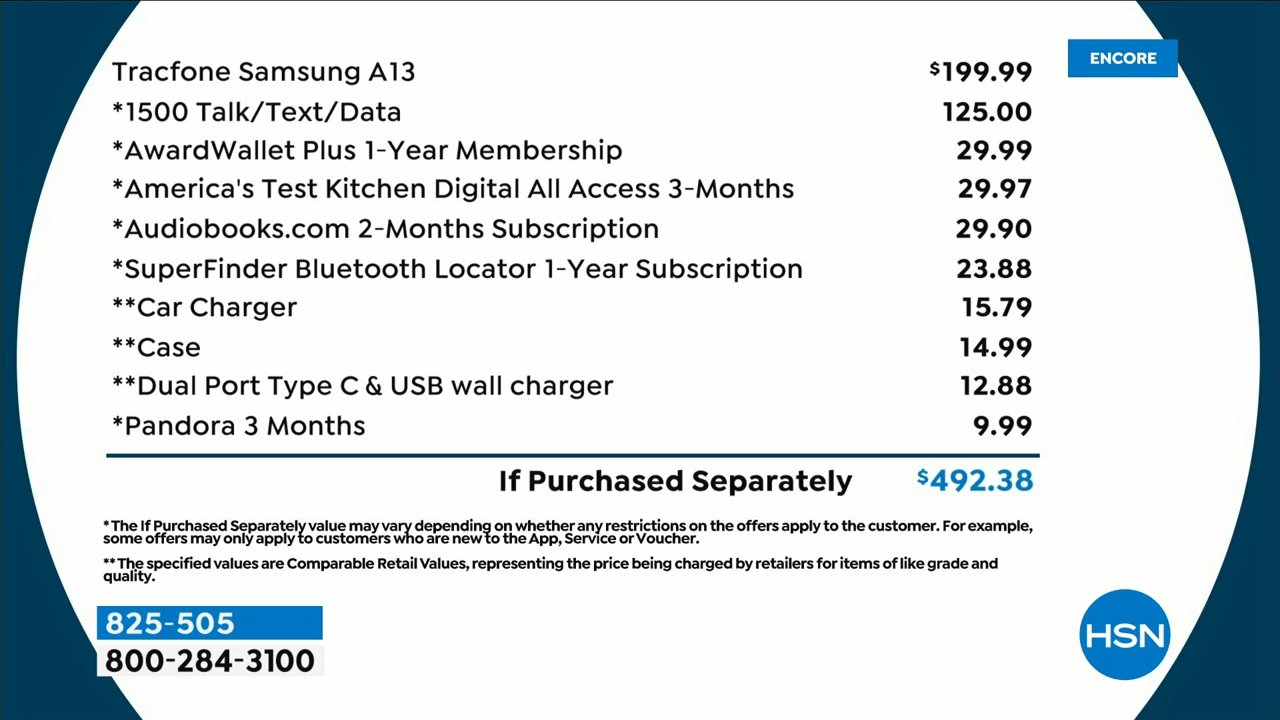 ENCORE
Tracfone Samsung A13 $199.99
*1500 Talk/Text/Data 125.00
*AwardWallet Plus 1-Year Membership 29.99
*America's Test Kitchen Digital All Access 3-Months 29.97
*Audiobooks.com 2-Months Subscription 29.90
*SuperFinder Bluetooth Locator 1-Year Subscription 23.88
**Car Charger 15.79
**Case 14.99
**Dual Port Type C & USB wall charger 12.88
*Pandora 3 Months 9.99
If Purchased Separately $492.38
* The If Purchased Separately value may vary depending on whether any restrictions on the offers apply to the customer. For example,
some offers may only apply to customers who are new to the App, Service or Voucher.
** The specified values are Comparable Retail Values, representing the price being charged by retailers for items of like grade and
quality.
825-505
800-284-3100
HSN